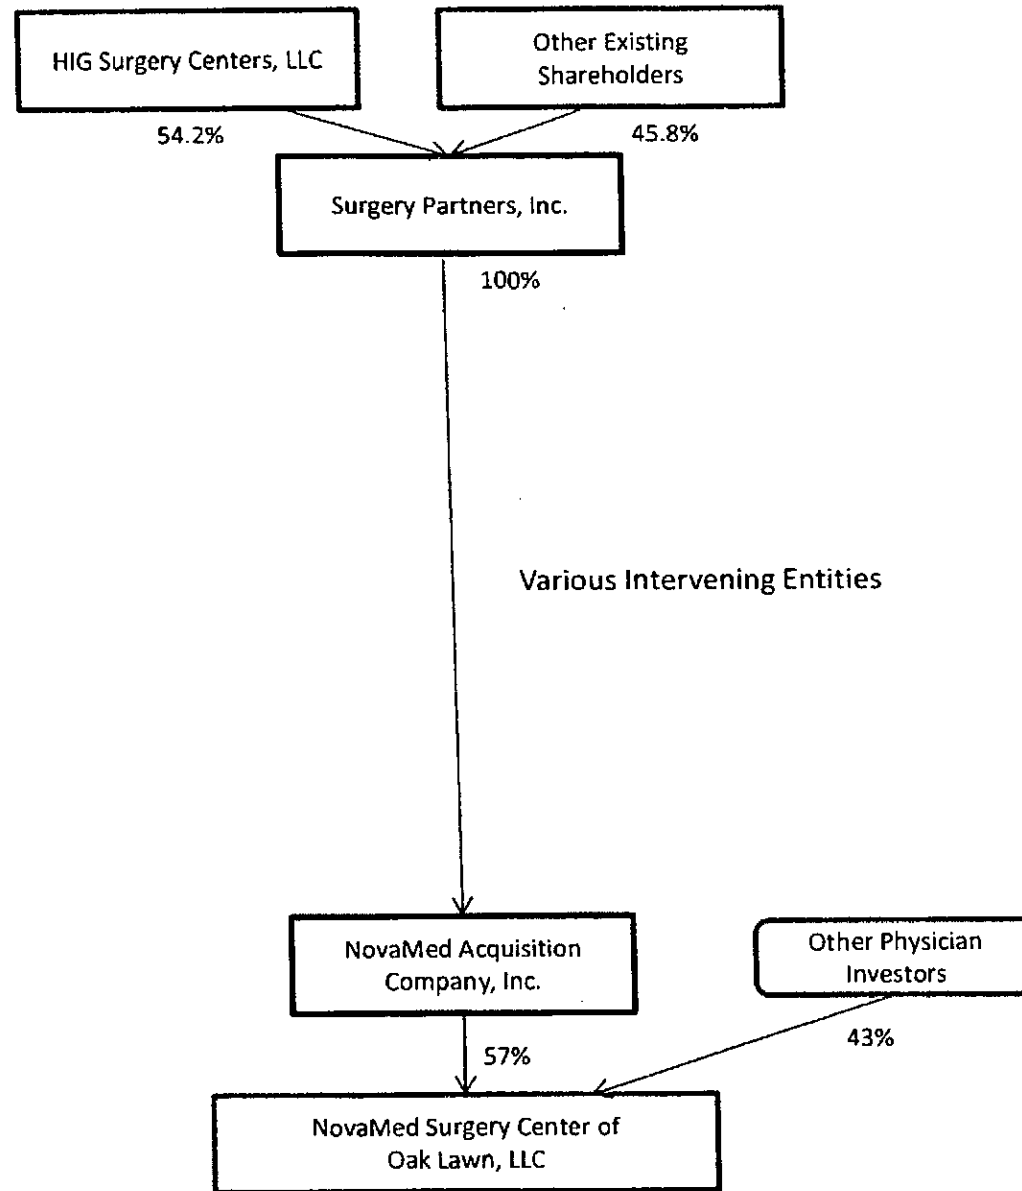 HIG Surgery Centers, LLC
Other Existing
Shareholders
54.2%
45.8%
Surgery Partners, Inc.
100%
Various Intervening Entities
NovaMed Acquisition
Company, Inc.
Other Physician
Investors
57%
43%
NovaMed Surgery Center of
Oak Lawn, LLC